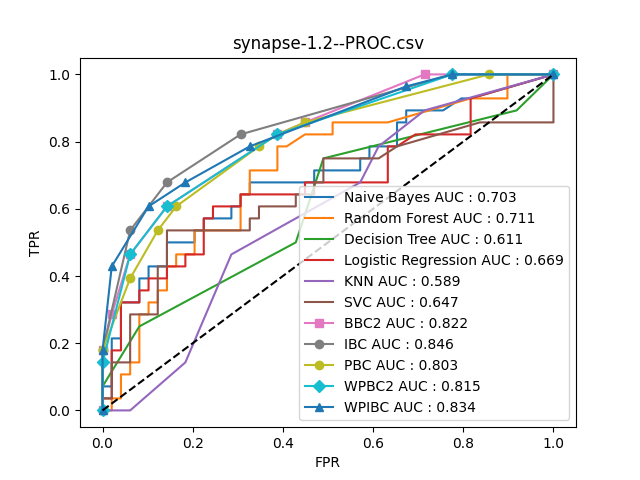 synapse-1.2--PROC.csv
1.0
0.8
0.6
0.4
0.2
0.0
TPR
Naive Bayes AUC : 0.703
Random Forest AUC : 0.711
Decision Tree AUC : 0.611
Logistic Regression AUC : 0.669
KNN AUC : 0.589
SVC AUC : 0.647
BBC2 AUC : 0.822
IBC AUC : 0.846
PBC AUC : 0.803
WPBC2 AUC : 0.815
WPIBC AUC : 0.834
0.0 0.2 0.4 0.6 0.8 1.0
FPR